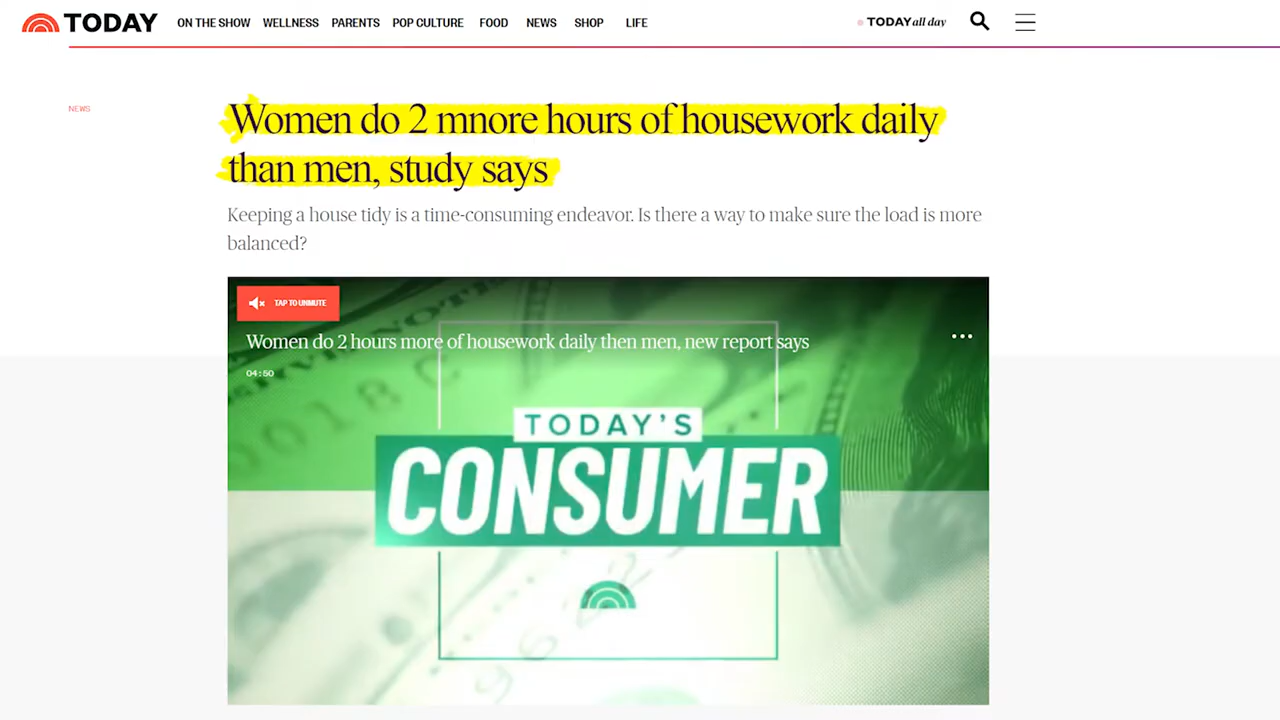 TODAY ON THE SHOW WELLNESS PARENTS POP CULTURE FOOD NEWS SHOP LIFE TODAY all day
NEWS
Women do 2 mnore hours of housework daily
than men, study says
Keeping a house tidy is a time-consuming endeavor. Is there a way to make sure the load is more
balanced?
TAP TO UNMUTE
Women do 2 hours more of housework daily then men, new report says
04:50
TODAY'S
CONSUMER